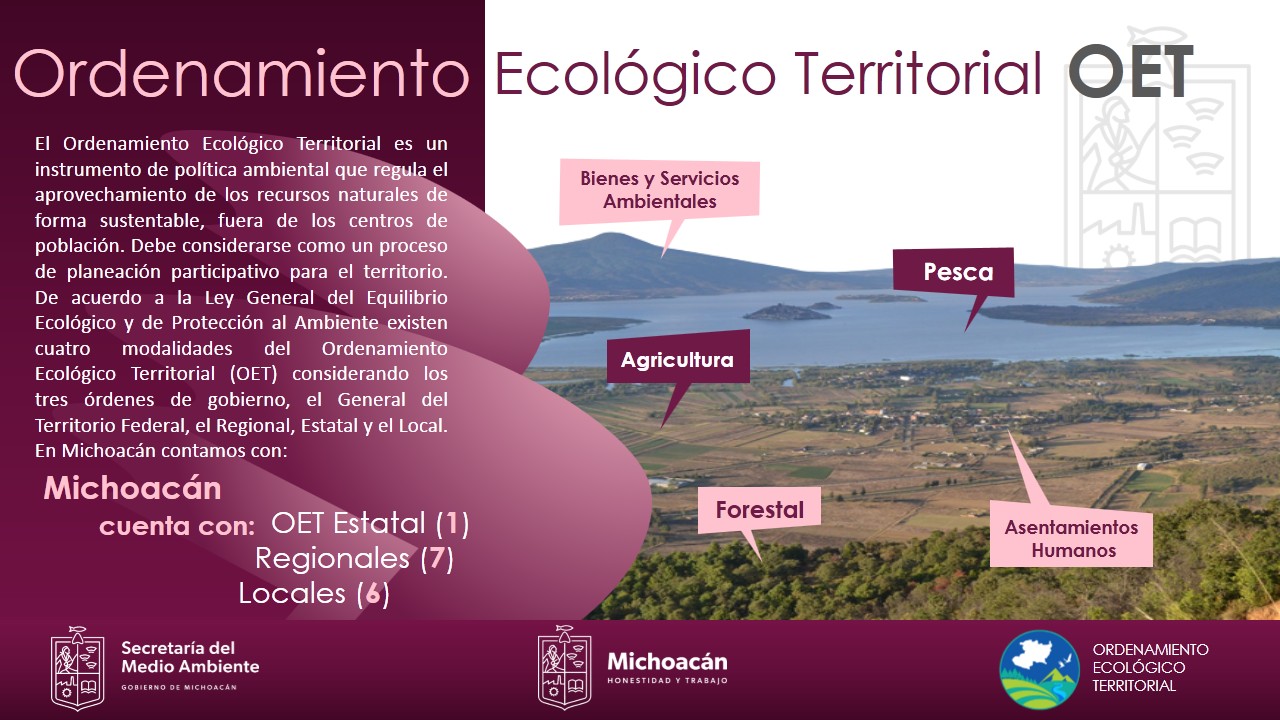 Ordenamiento Ecológico Territorial OET
El Ordenamiento Ecológico Territorial es un
instrumento de política ambiental que regula el
aprovechamiento de los recursos naturales de
forma sustentable, fuera de los centros de
población. Debe considerarse como un proceso
de planeación participativo para el territorio.
De acuerdo a la Ley General del Equilibrio
Ecológico y de Protección al Ambiente existen
cuatro modalidades del Ordenamiento
Ecológico Territorial (OET) considerando los
tres órdenes de gobierno, el General del
Territorio Federal, el Regional, Estatal y el Local.
En Michoacán contamos con:
Michoacán
cuenta con: OET Estatal (1)
Regionales (7)
Locales (6)
Bienes y Servicios
Ambientales
Pesca
Agricultura
Forestal
Asentamientos
Humanos
Secretaría del
Medio Ambiente
GOBIERNO DE MICHOACÁN
Michoacán
HONESTIDAD Y TRABAJO
ORDENAMIENTO
ECOLÓGICO
TERRITORIAL